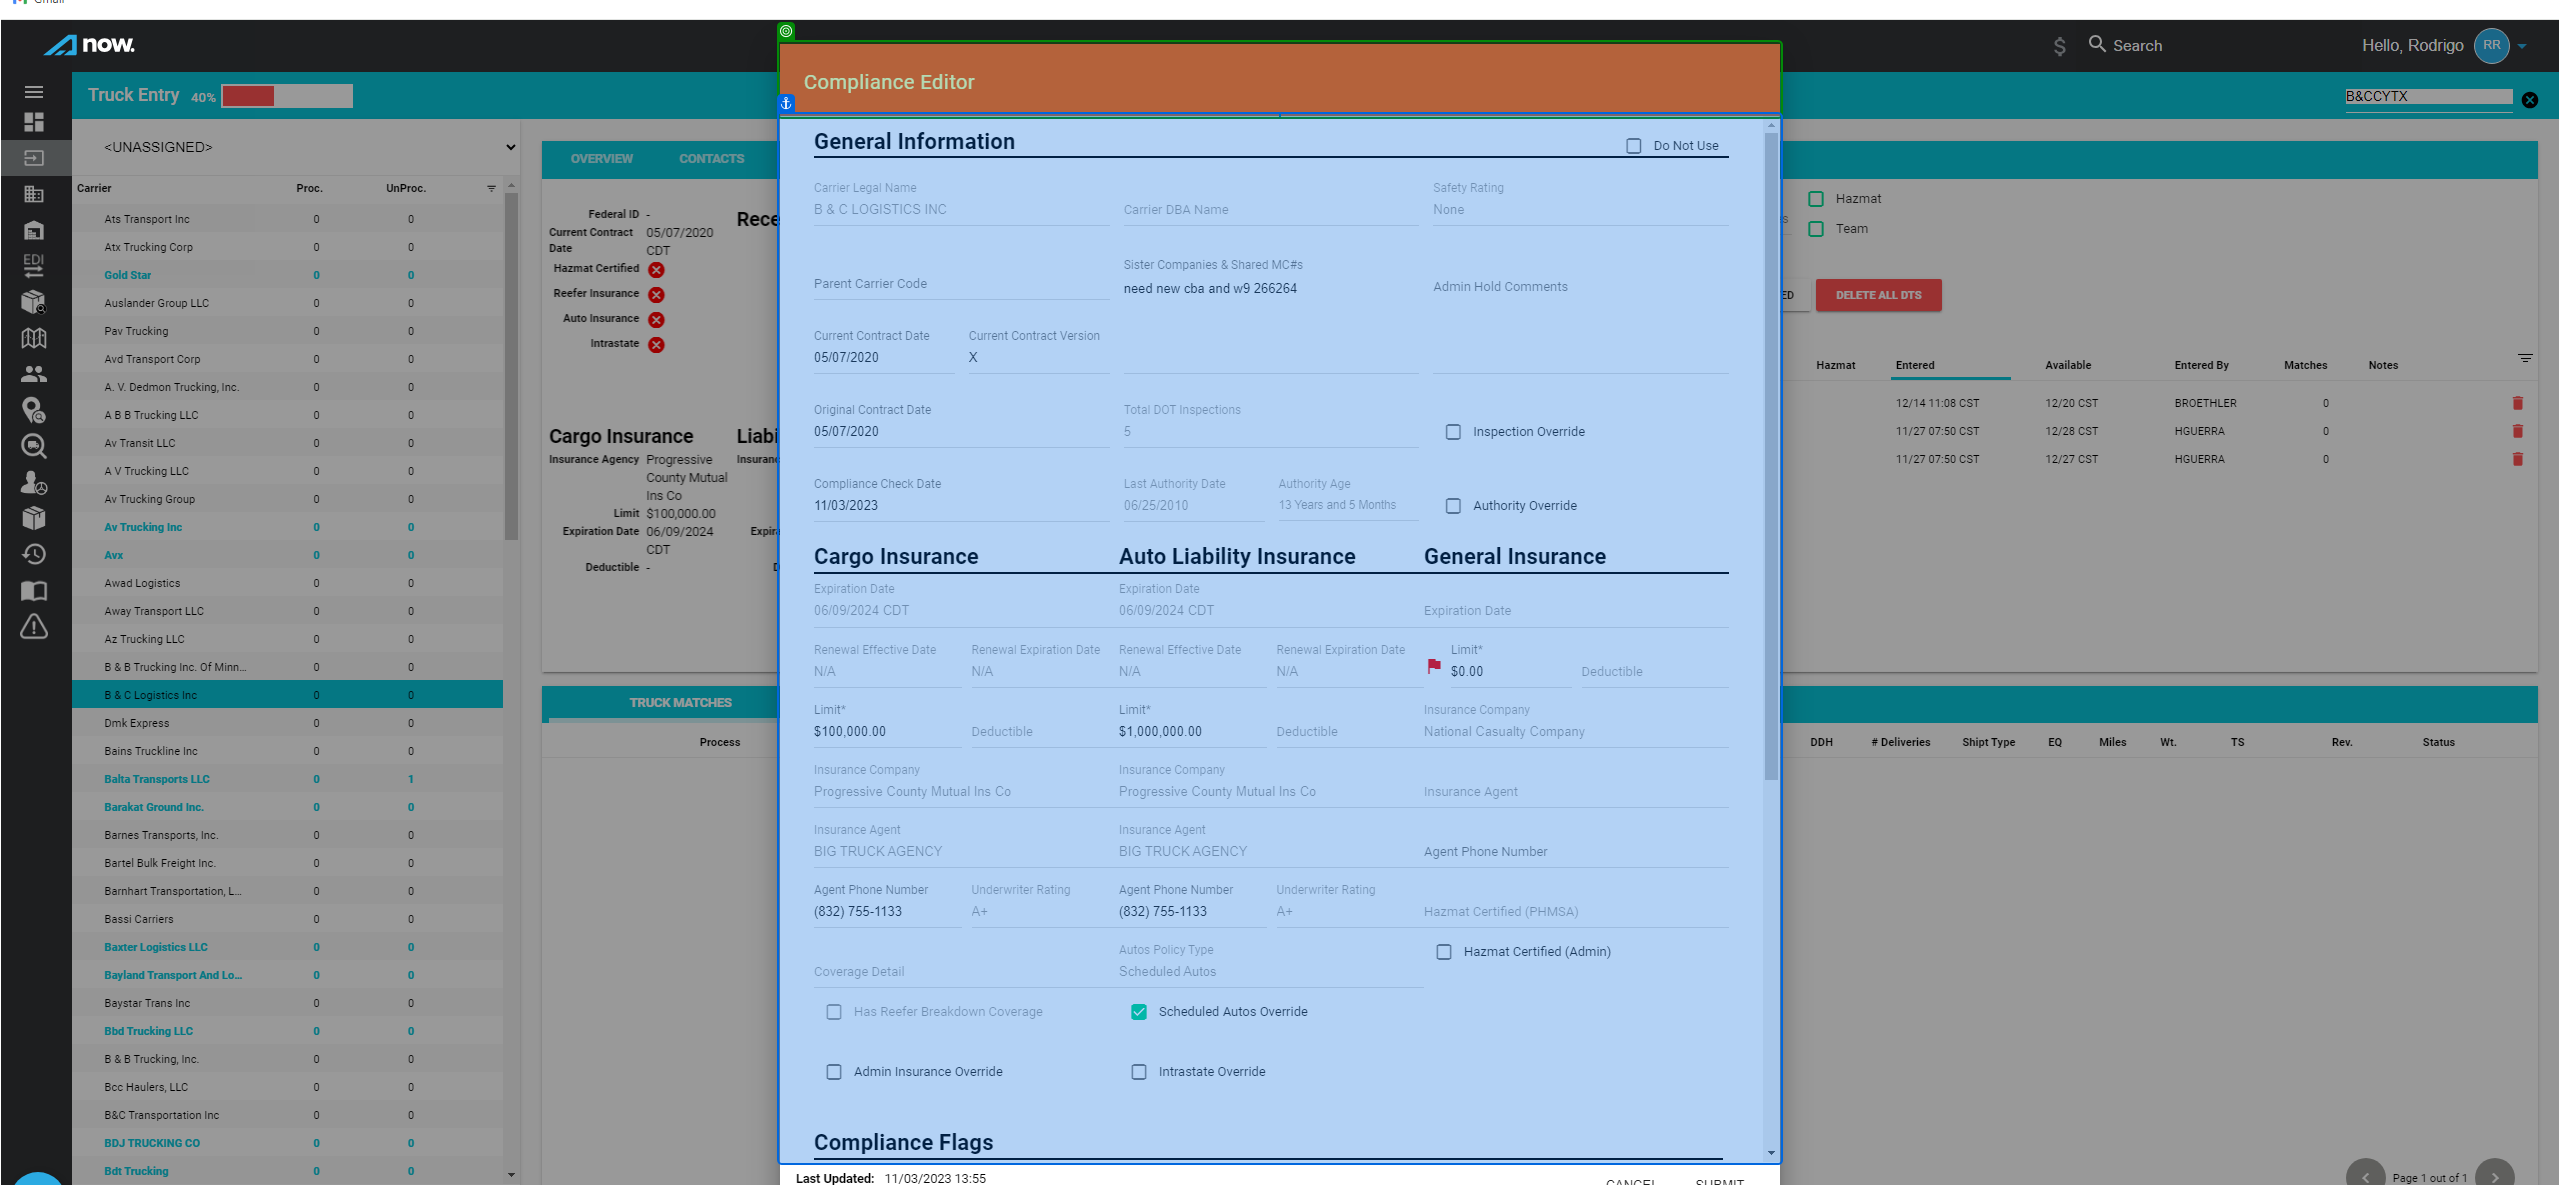 now.
Search
Hello, Rodrigo
RR
Truck Entry 40%
B&CCYTX
<UNASSIGNED>
Carrier Proc. UnProc.
Ats Transport Inc 0 0
Atx Trucking Corp 0 0
Gold Star 0 0
Auslander Group LLC 0 0
Pav Trucking 0 0
Avd Transport Corp 0 0
A. V. Dedmon Trucking, Inc. 0 0
A B B Trucking LLC 0 0
Av Transit LLC 0 0
A V Trucking LLC 0 0
Av Trucking Group 0 0
Av Trucking Inc 0 0
Avx 0 0
Awad Logistics 0 0
Away Transport LLC 0 0
Az Trucking LLC 0 0
B & B Trucking Inc. Of Minn... 0 0
B & C Logistics Inc 0 0
Dmk Express 0 0
Bains Truckline Inc 0 0
Balta Transports LLC 0 1
Barakat Ground Inc. 0 0
Barnes Transports, Inc. 0 0
Bartel Bulk Freight Inc. 0 0
Barnhart Transportation, L... 0 0
Bassi Carriers 0 0
Baxter Logistics LLC 0 0
Bayland Transport And Lo... 0 0
Baystar Trans Inc 0 0
Bbd Trucking LLC 0 0
B & B Trucking, Inc. 0 0
Bcc Haulers, LLC 0 0
B&C Transportation Inc 0 0
BDJ TRUCKING CO 0 0
Bdt Trucking 0 0
EDI
OVERVIEW CONTACTS
Federal ID -
Current Contract Date 05/07/2020 CDT
Hazmat Certified
Reefer Insurance
Auto Insurance
Intrastate
Rece
Cargo Insurance
Insurance Agency Progressive County Mutual Ins Co
Limit $100,000.00
Expiration Date 06/09/2024 CDT
Deductible -
Liabi
Insuran
Expir
D
TRUCK MATCHES
Process
Compliance Editor
General Information
Do Not Use
Carrier Legal Name
B & C LOGISTICS INC
Carrier DBA Name
Safety Rating
None
Parent Carrier Code
Sister Companies & Shared MC#s
need new cba and w9 266264
Admin Hold Comments
Current Contract Date
05/07/2020
Current Contract Version
X
Original Contract Date
05/07/2020
Total DOT Inspections
5
Inspection Override
Compliance Check Date
11/03/2023
Last Authority Date
06/25/2010
Authority Age
13 Years and 5 Months
Authority Override
Cargo Insurance Auto Liability Insurance General Insurance
Expiration Date Expiration Date
06/09/2024 CDT 06/09/2024 CDT Expiration Date
Renewal Effective Date Renewal Expiration Date Renewal Effective Date Renewal Expiration Date Limit*
N/A N/A N/A N/A $0.00 Deductible
Limit* Limit* Insurance Company
$100,000.00 Deductible $1,000,000.00 Deductible National Casualty Company
Insurance Company Insurance Company
Progressive County Mutual Ins Co Progressive County Mutual Ins Co Insurance Agent
Insurance Agent Insurance Agent
BIG TRUCK AGENCY BIG TRUCK AGENCY Agent Phone Number
Agent Phone Number Underwriter Rating Agent Phone Number Underwriter Rating
(832) 755-1133 A+ (832) 755-1133 A+ Hazmat Certified (PHMSA)
Autos Policy Type
Coverage Detail Scheduled Autos Hazmat Certified (Admin)
Has Reefer Breakdown Coverage Scheduled Autos Override
Admin Insurance Override Intrastate Override
Compliance Flags
Last Updated: 11/03/2023 13:55
CANCEL SUBMIT
Hazmat
s
Team
ED
DELETE ALL DTS
Hazmat Entered Available Entered By Matches Notes
12/14 11:08 CST 12/20 CST BROETHLER 0
11/27 07:50 CST 12/28 CST HGUERRA 0
11/27 07:50 CST 12/27 CST HGUERRA 0
DDH # Deliveries Shipt Type EQ Miles Wt. TS Rev. Status
Page 1 out of 1